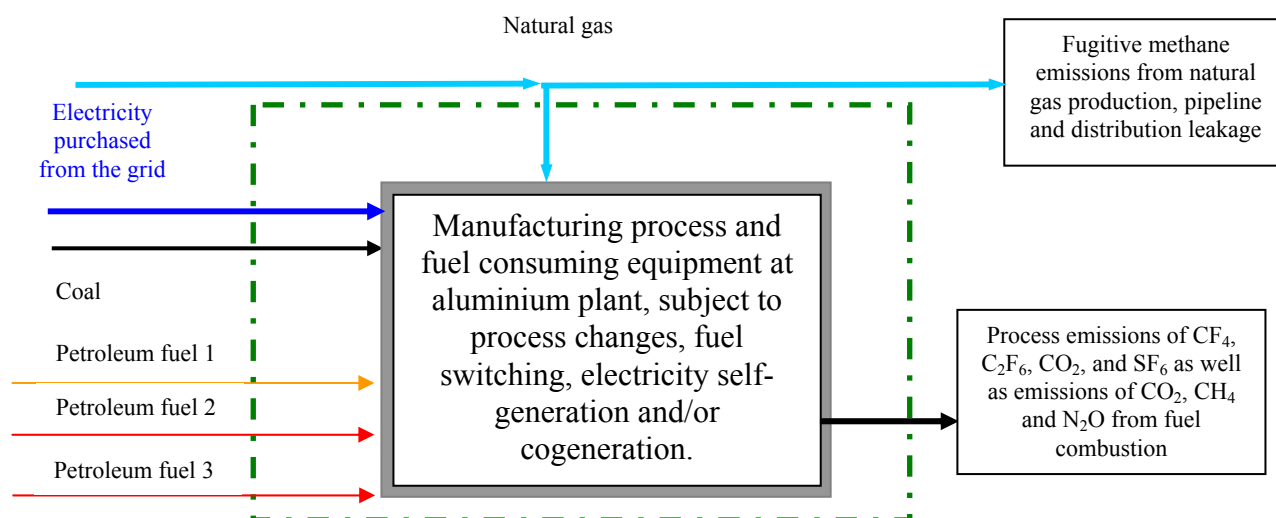 Natural gas
Fugitive methane
emissions from natural
gas production, pipeline
and distribution leakage
Electricity
purchased
from the grid
Manufacturing process and
fuel consuming equipment at
aluminium plant, subject to
process changes, fuel
switching, electricity self-
generation and/or
cogeneration.
Coal
Petroleum fuel 1
Petroleum fuel 2
Petroleum fuel 3
Process emissions of CF₄,
C₂F₆, CO₂, and SF₆ as well
as emissions of CO₂, CH₄
and N₂O from fuel
combustion